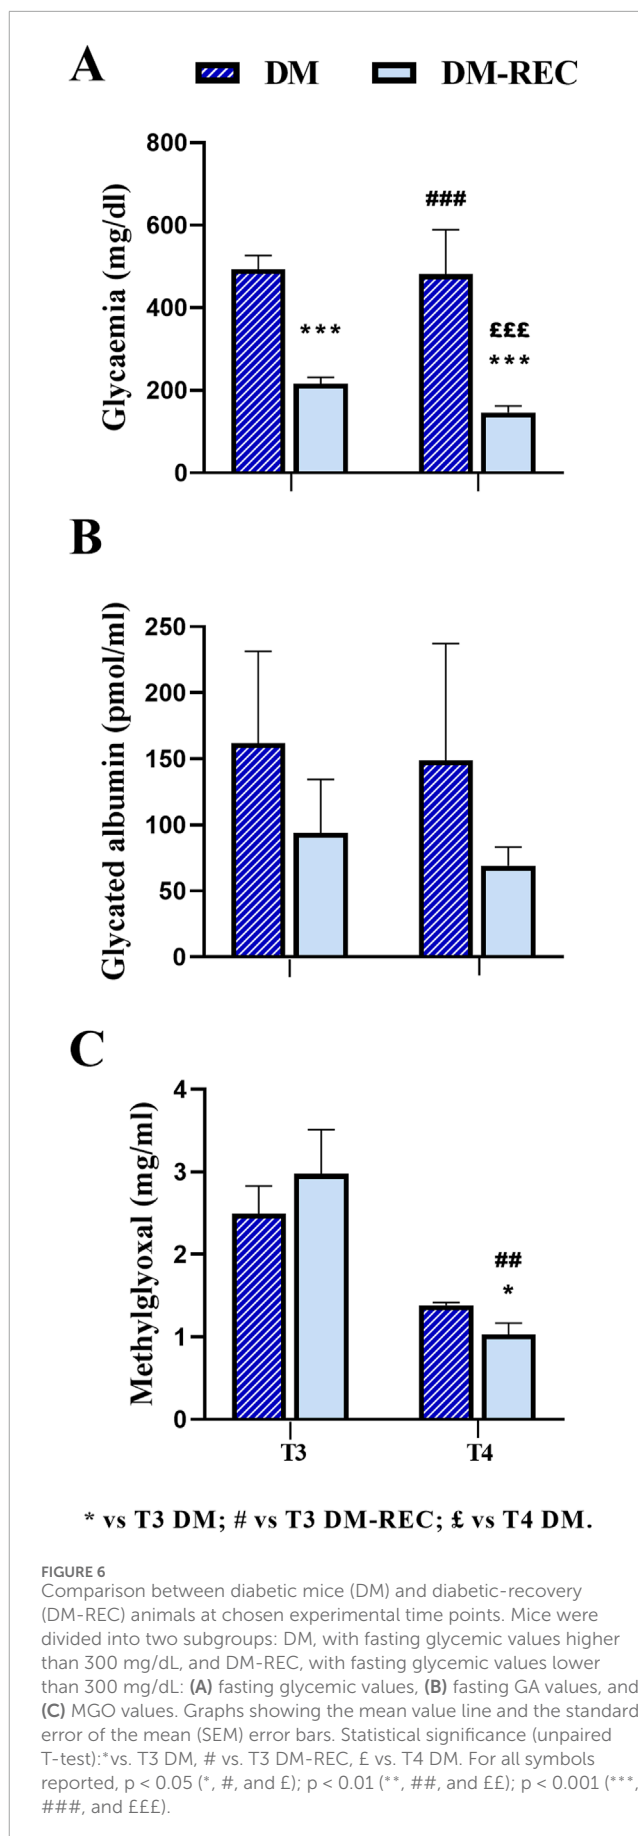 A
DM DM-REC
Glycaemia (mg/dl)
800
600
400
200
0
***
###
£££
***
B
Glycated albumin (pmol/ml)
250
200
150
100
50
0
C
Methylglyoxal (mg/ml)
4
3
2
1
0
##
*
T3 T4
* vs T3 DM; # vs T3 DM-REC; £ vs T4 DM.
FIGURE 6
Comparison between diabetic mice (DM) and diabetic-recovery
(DM-REC) animals at chosen experimental time points. Mice were
divided into two subgroups: DM, with fasting glycemic values higher
than 300 mg/dL, and DM-REC, with fasting glycemic values lower
than 300 mg/dL: (A) fasting glycemic values, (B) fasting GA values, and
(C) MGO values. Graphs showing the mean value line and the standard
error of the mean (SEM) error bars. Statistical significance (unpaired
T-test):*vs. T3 DM, # vs. T3 DM-REC, £ vs. T4 DM. For all symbols
reported, p < 0.05 (*, #, and £); p < 0.01 (**, ##, and ££); p < 0.001 (***,
###, and £££).